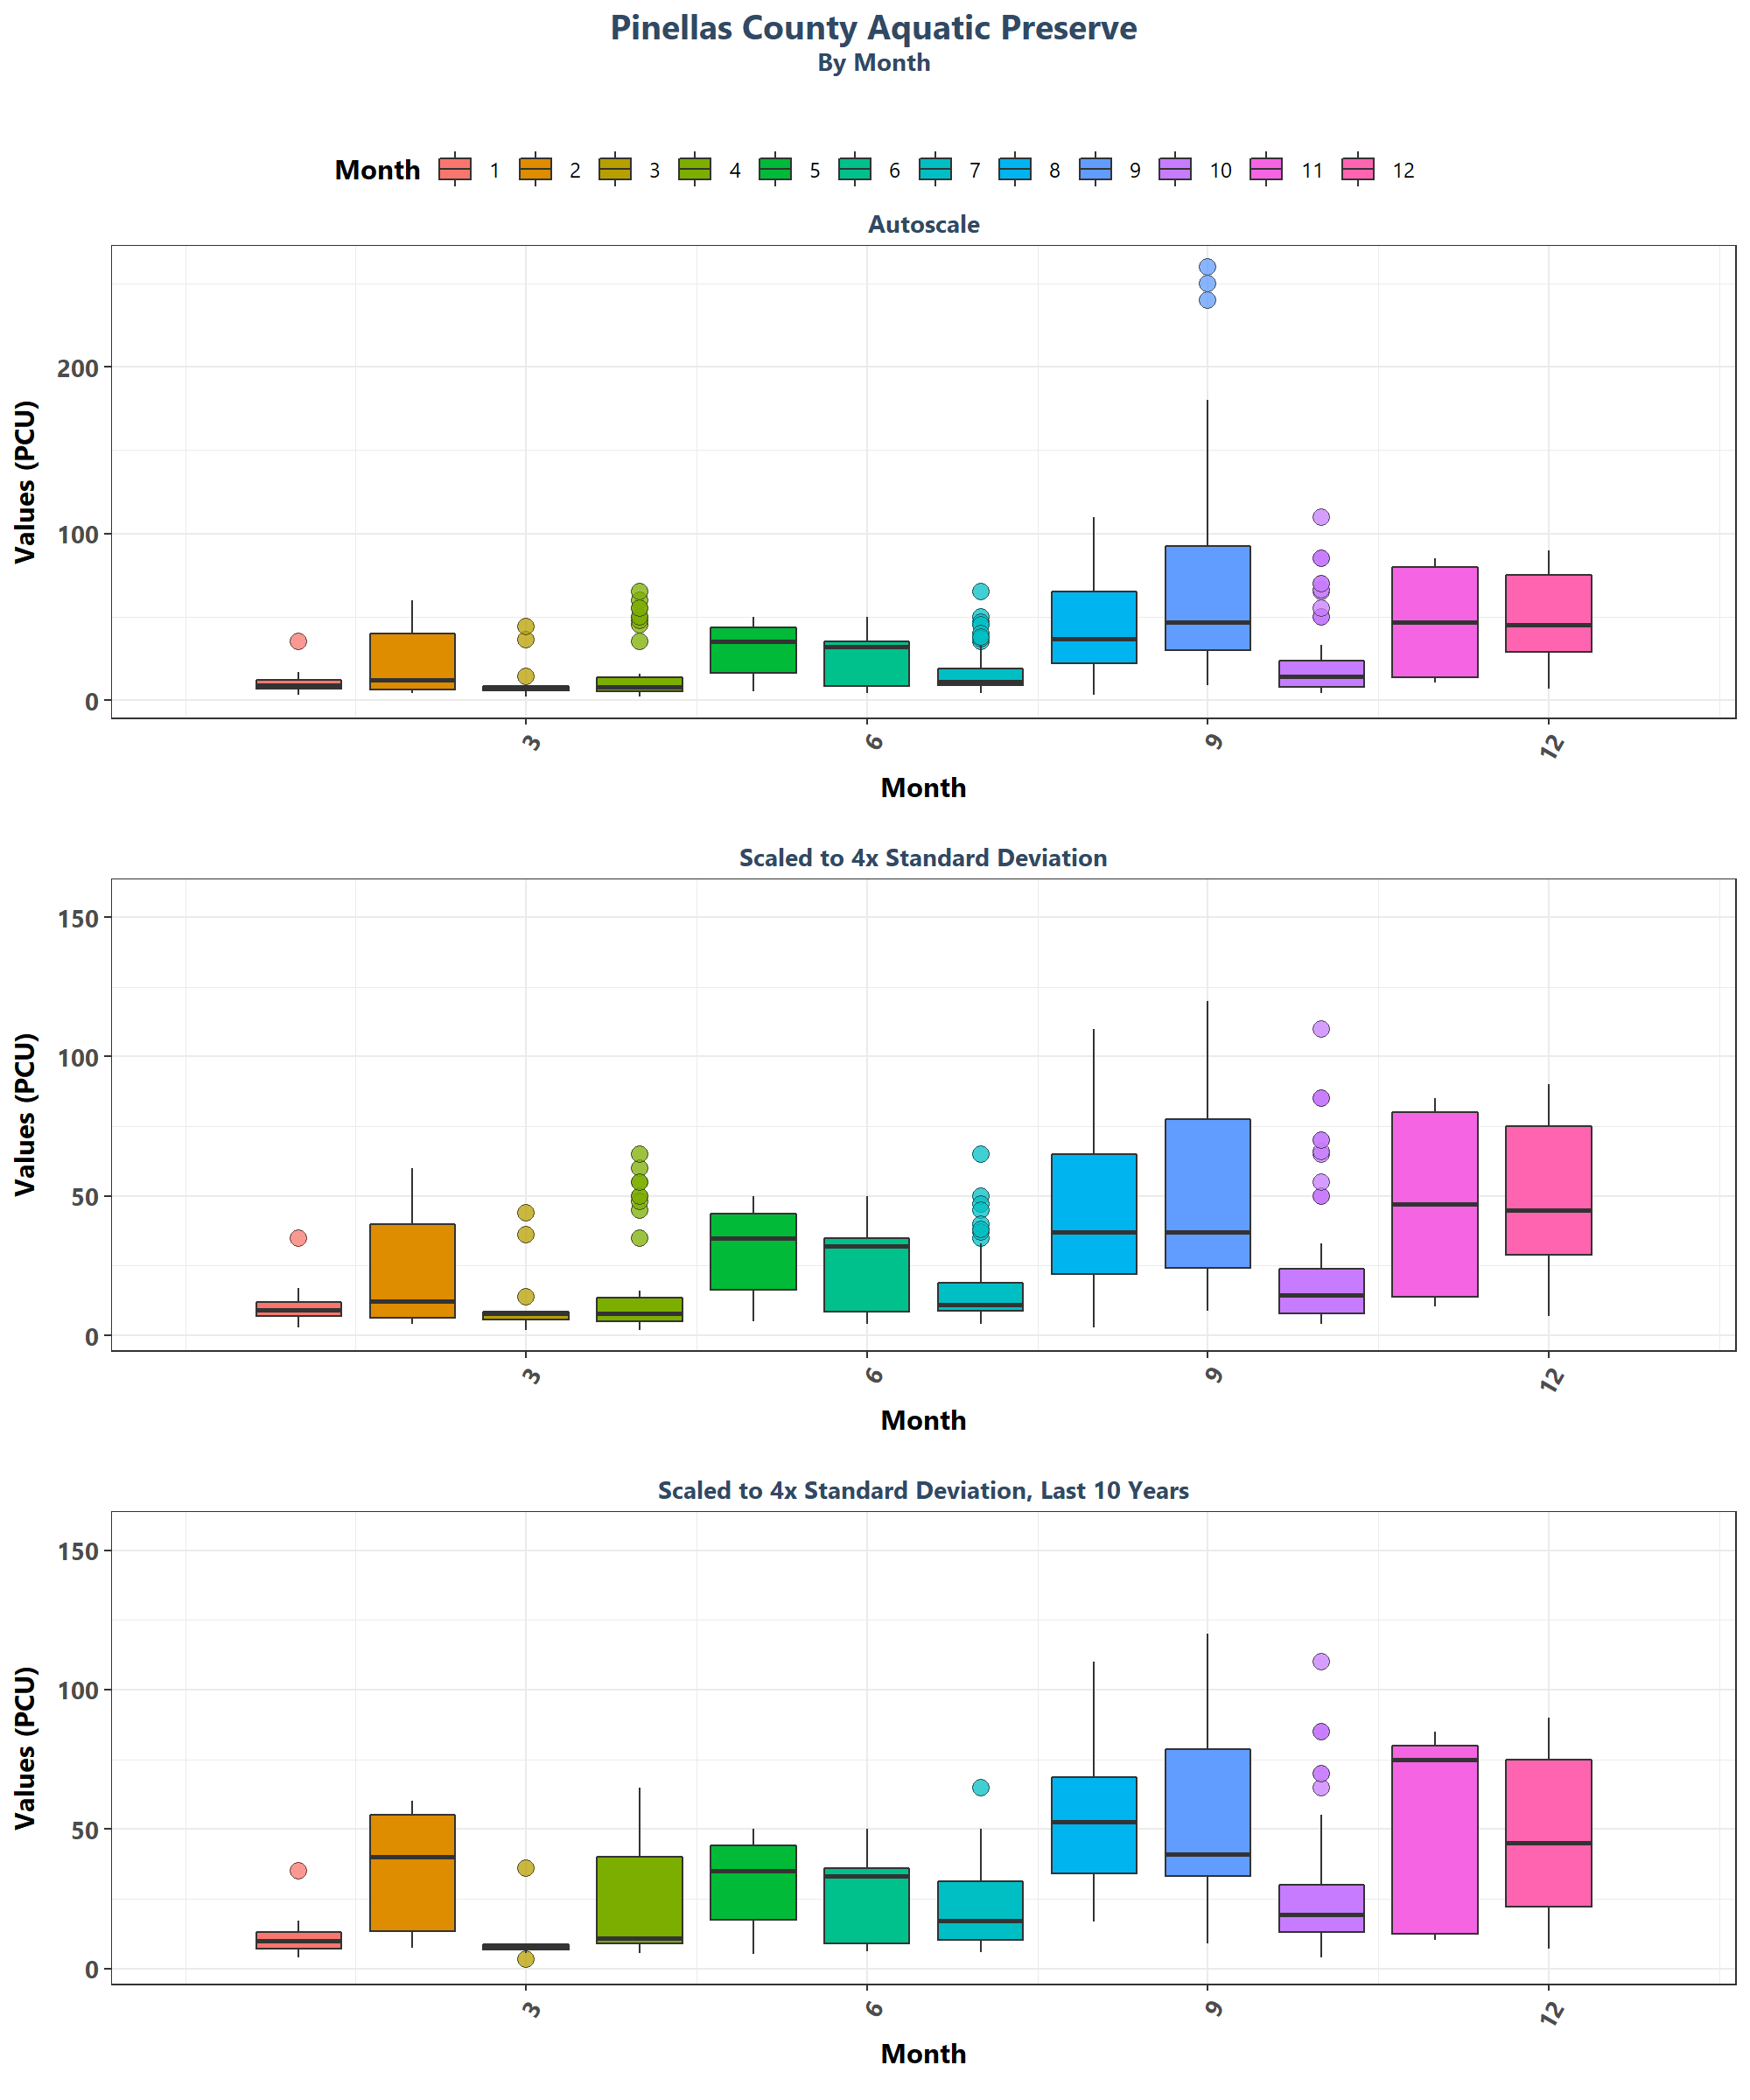 Pinellas County Aquatic Preserve
By Month
Month 1 2 3 4 5 6 7 8 9 10 11 12
Autoscale
Values (PCU)
200
100
0
3 6 9 12
Month
Scaled to 4x Standard Deviation
Values (PCU)
150
100
50
0
3 6 9 12
Month
Scaled to 4x Standard Deviation, Last 10 Years
Values (PCU)
150
100
50
0
3 6 9 12
Month